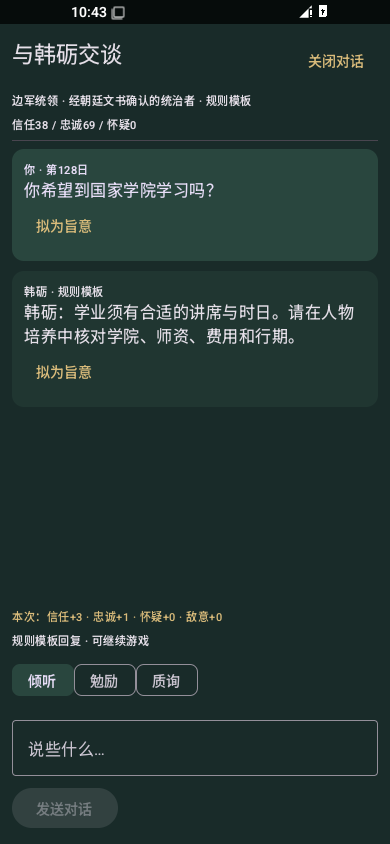 10:43
与韩砺交谈
关闭对话
边军统领 · 经朝廷文书确认的统治者 · 规则模板
信任38 / 忠诚69 / 怀疑0
你 · 第128日
你希望到国家学院学习吗？
拟为旨意
韩砺 · 规则模板
韩砺：学业须有合适的讲席与时日。请在人物
培养中核对学院、师资、费用和行期。
拟为旨意
本次：信任+3 · 忠诚+1 · 怀疑+0 · 敌意+0
规则模板回复 · 可继续游戏
倾听
勉励
质询
说些什么…
发送对话